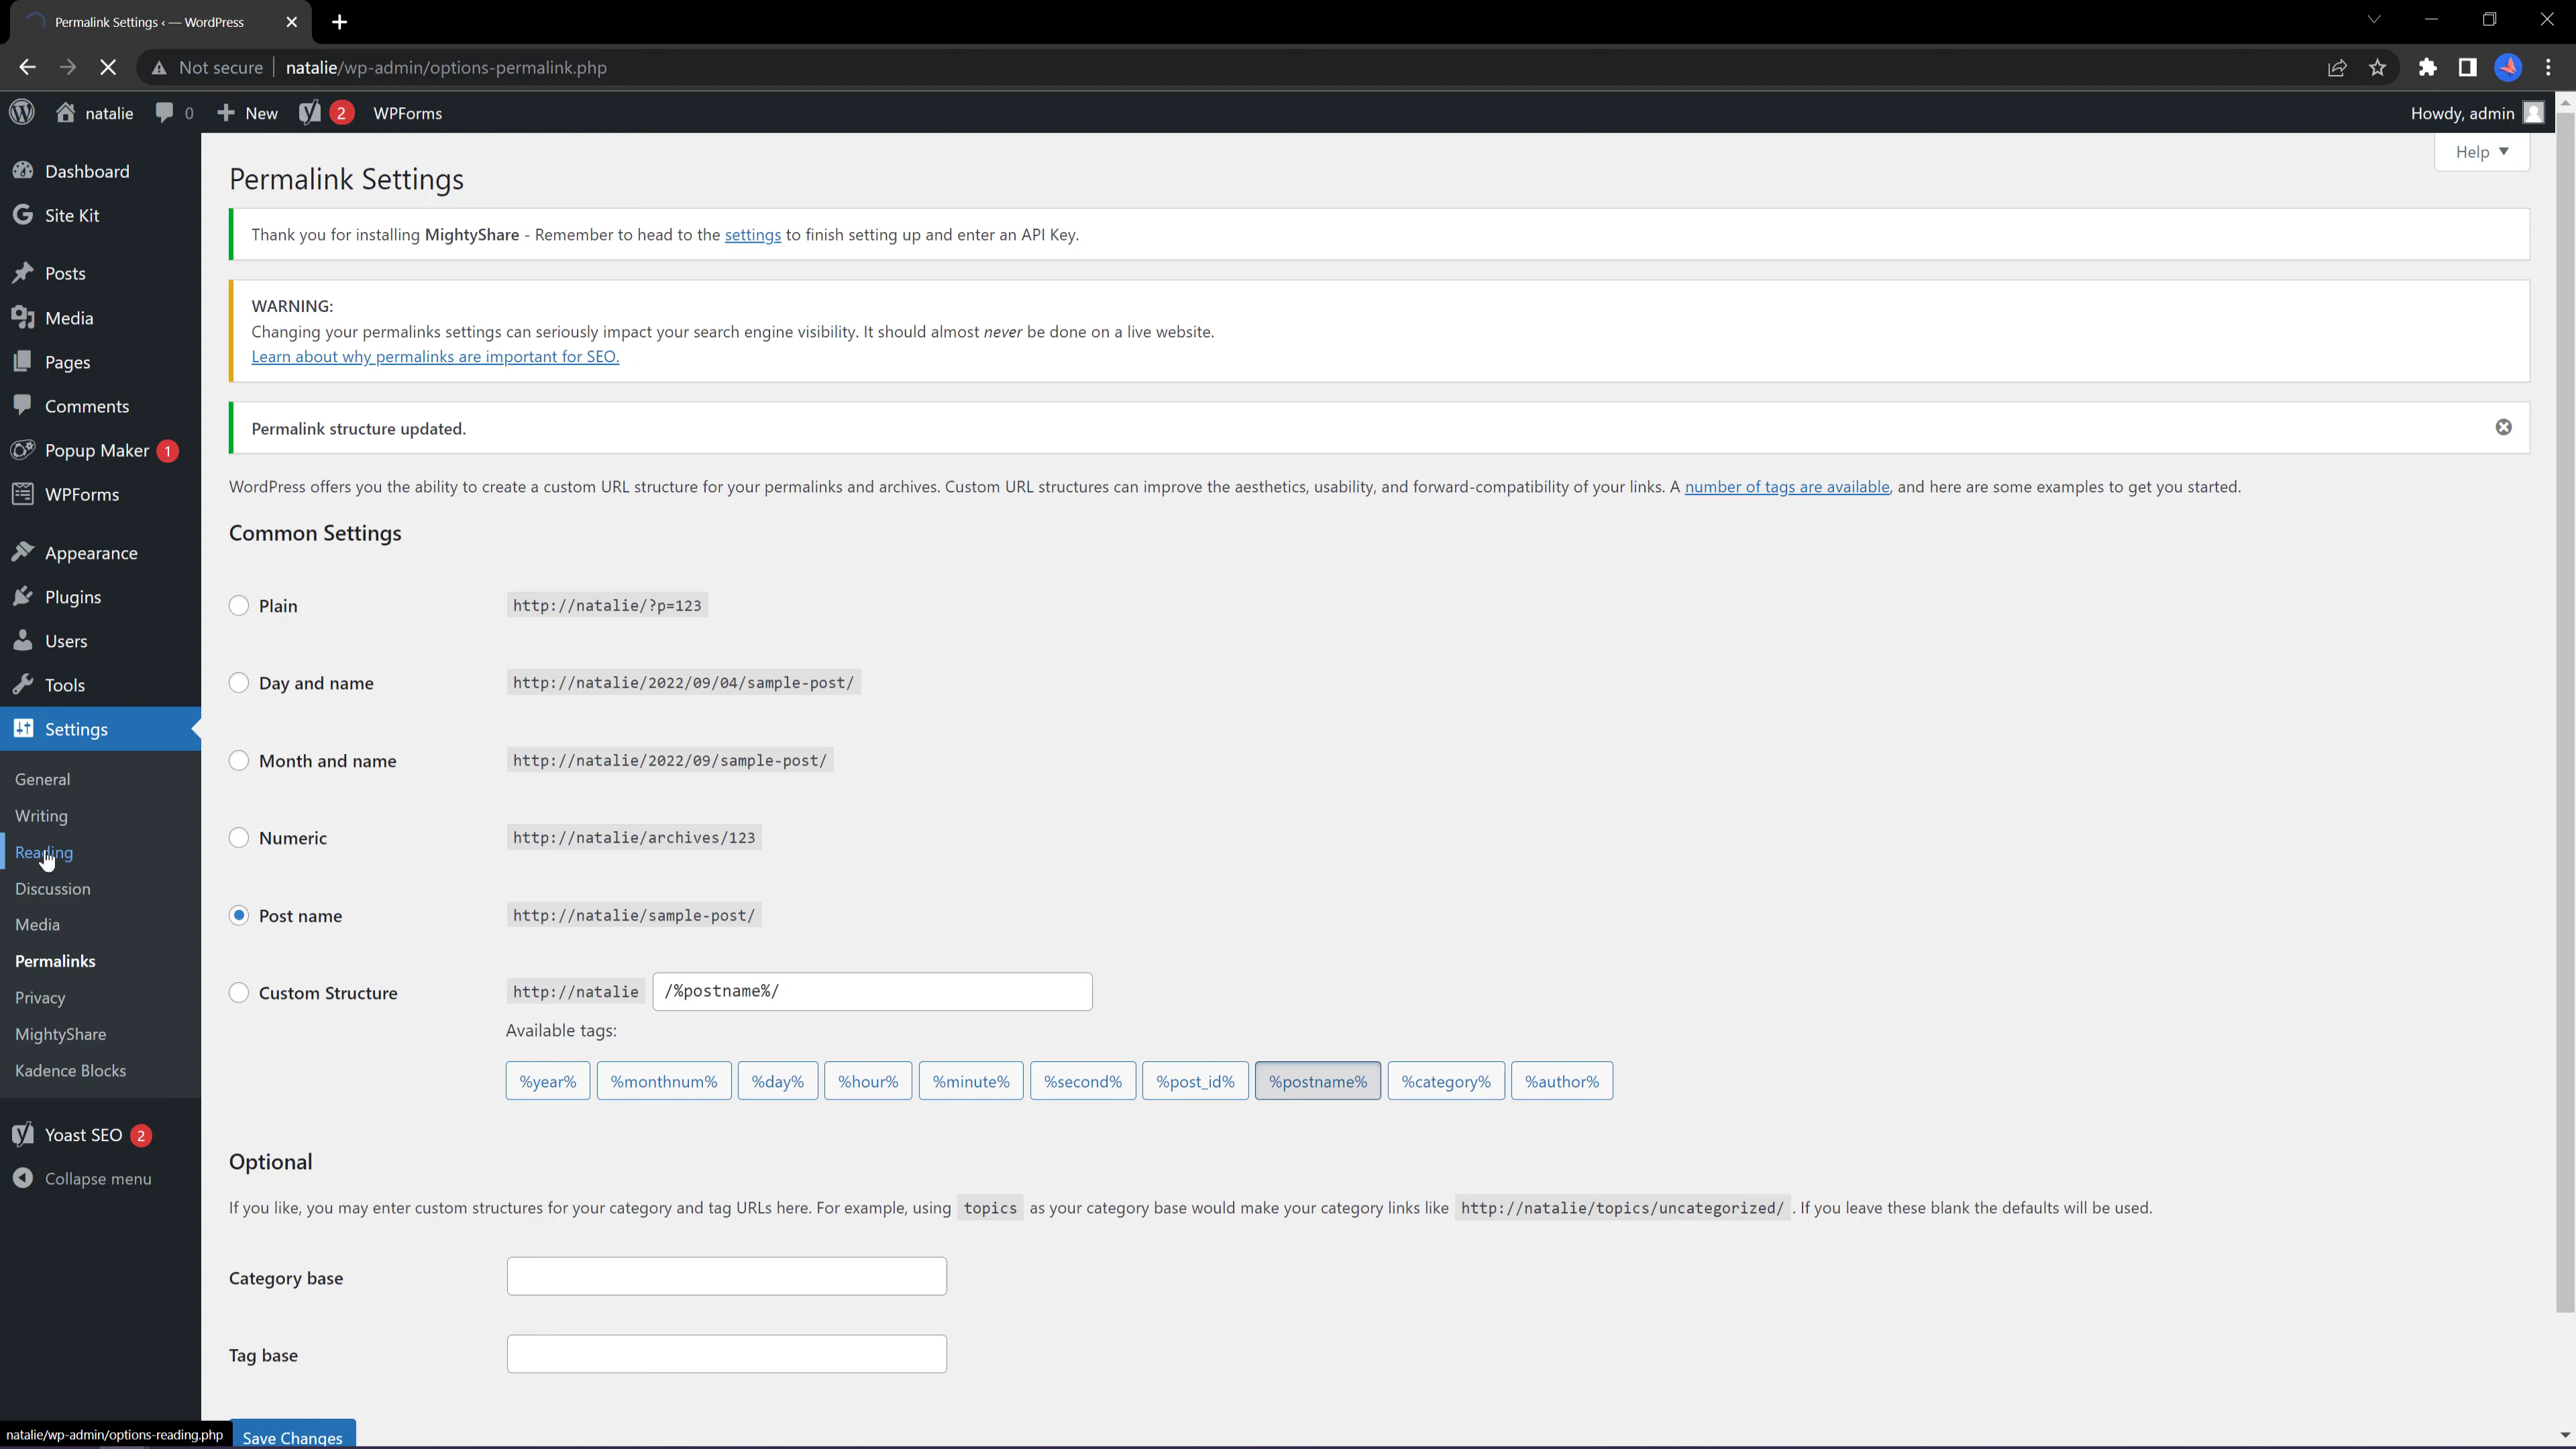 Permalink Settings ‹ — WordPress
Not secure
natalie/wp-admin/options-permalink.php
natalie
0
New
2
WPForms
Howdy, admin
Dashboard
Site Kit
Posts
Media
Pages
Comments
Popup Maker 1
WPForms
Appearance
Plugins
Users
Tools
Settings
General
Writing
Reading
Discussion
Media
Permalinks
Privacy
MightyShare
Kadence Blocks
Yoast SEO 2
Collapse menu
natalie/wp-admin/options-reading.php
Help
Permalink Settings
Thank you for installing MightyShare - Remember to head to the settings to finish setting up and enter an API Key.
WARNING:
Changing your permalinks settings can seriously impact your search engine visibility. It should almost never be done on a live website.
Learn about why permalinks are important for SEO.
Permalink structure updated.
WordPress offers you the ability to create a custom URL structure for your permalinks and archives. Custom URL structures can improve the aesthetics, usability, and forward-compatibility of your links. A number of tags are available, and here are some examples to get you started.
Common Settings
Plain http://natalie/?p=123
Day and name http://natalie/2022/09/04/sample-post/
Month and name http://natalie/2022/09/sample-post/
Numeric http://natalie/archives/123
Post name http://natalie/sample-post/
Custom Structure http://natalie /%postname%/
Available tags:
%year% %monthnum% %day% %hour% %minute% %second% %post_id% %postname% %category% %author%
Optional
If you like, you may enter custom structures for your category and tag URLs here. For example, using topics as your category base would make your category links like http://natalie/topics/uncategorized/ . If you leave these blank the defaults will be used.
Category base
Tag base
Save Changes